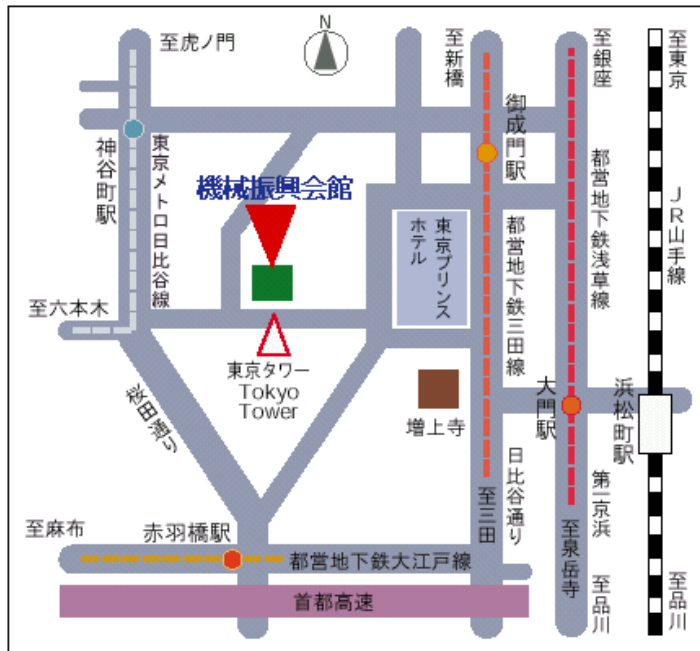 N
至虎ノ門
至新橋
至銀座
至東京
御成門駅
神谷町駅
東京メトロ日比谷線
機械振興会館
都営地下鉄浅草線
JR山手線
東京プリンス
ホテル
都営地下鉄三田線
至六本木
東京タワー
Tokyo
Tower
桜田通り
増上寺
大門駅
浜松町駅
日比谷通り
第一京浜
至三田
至泉岳寺
至麻布
赤羽橋駅
都営地下鉄大江戸線
首都高速
至品川
至品川